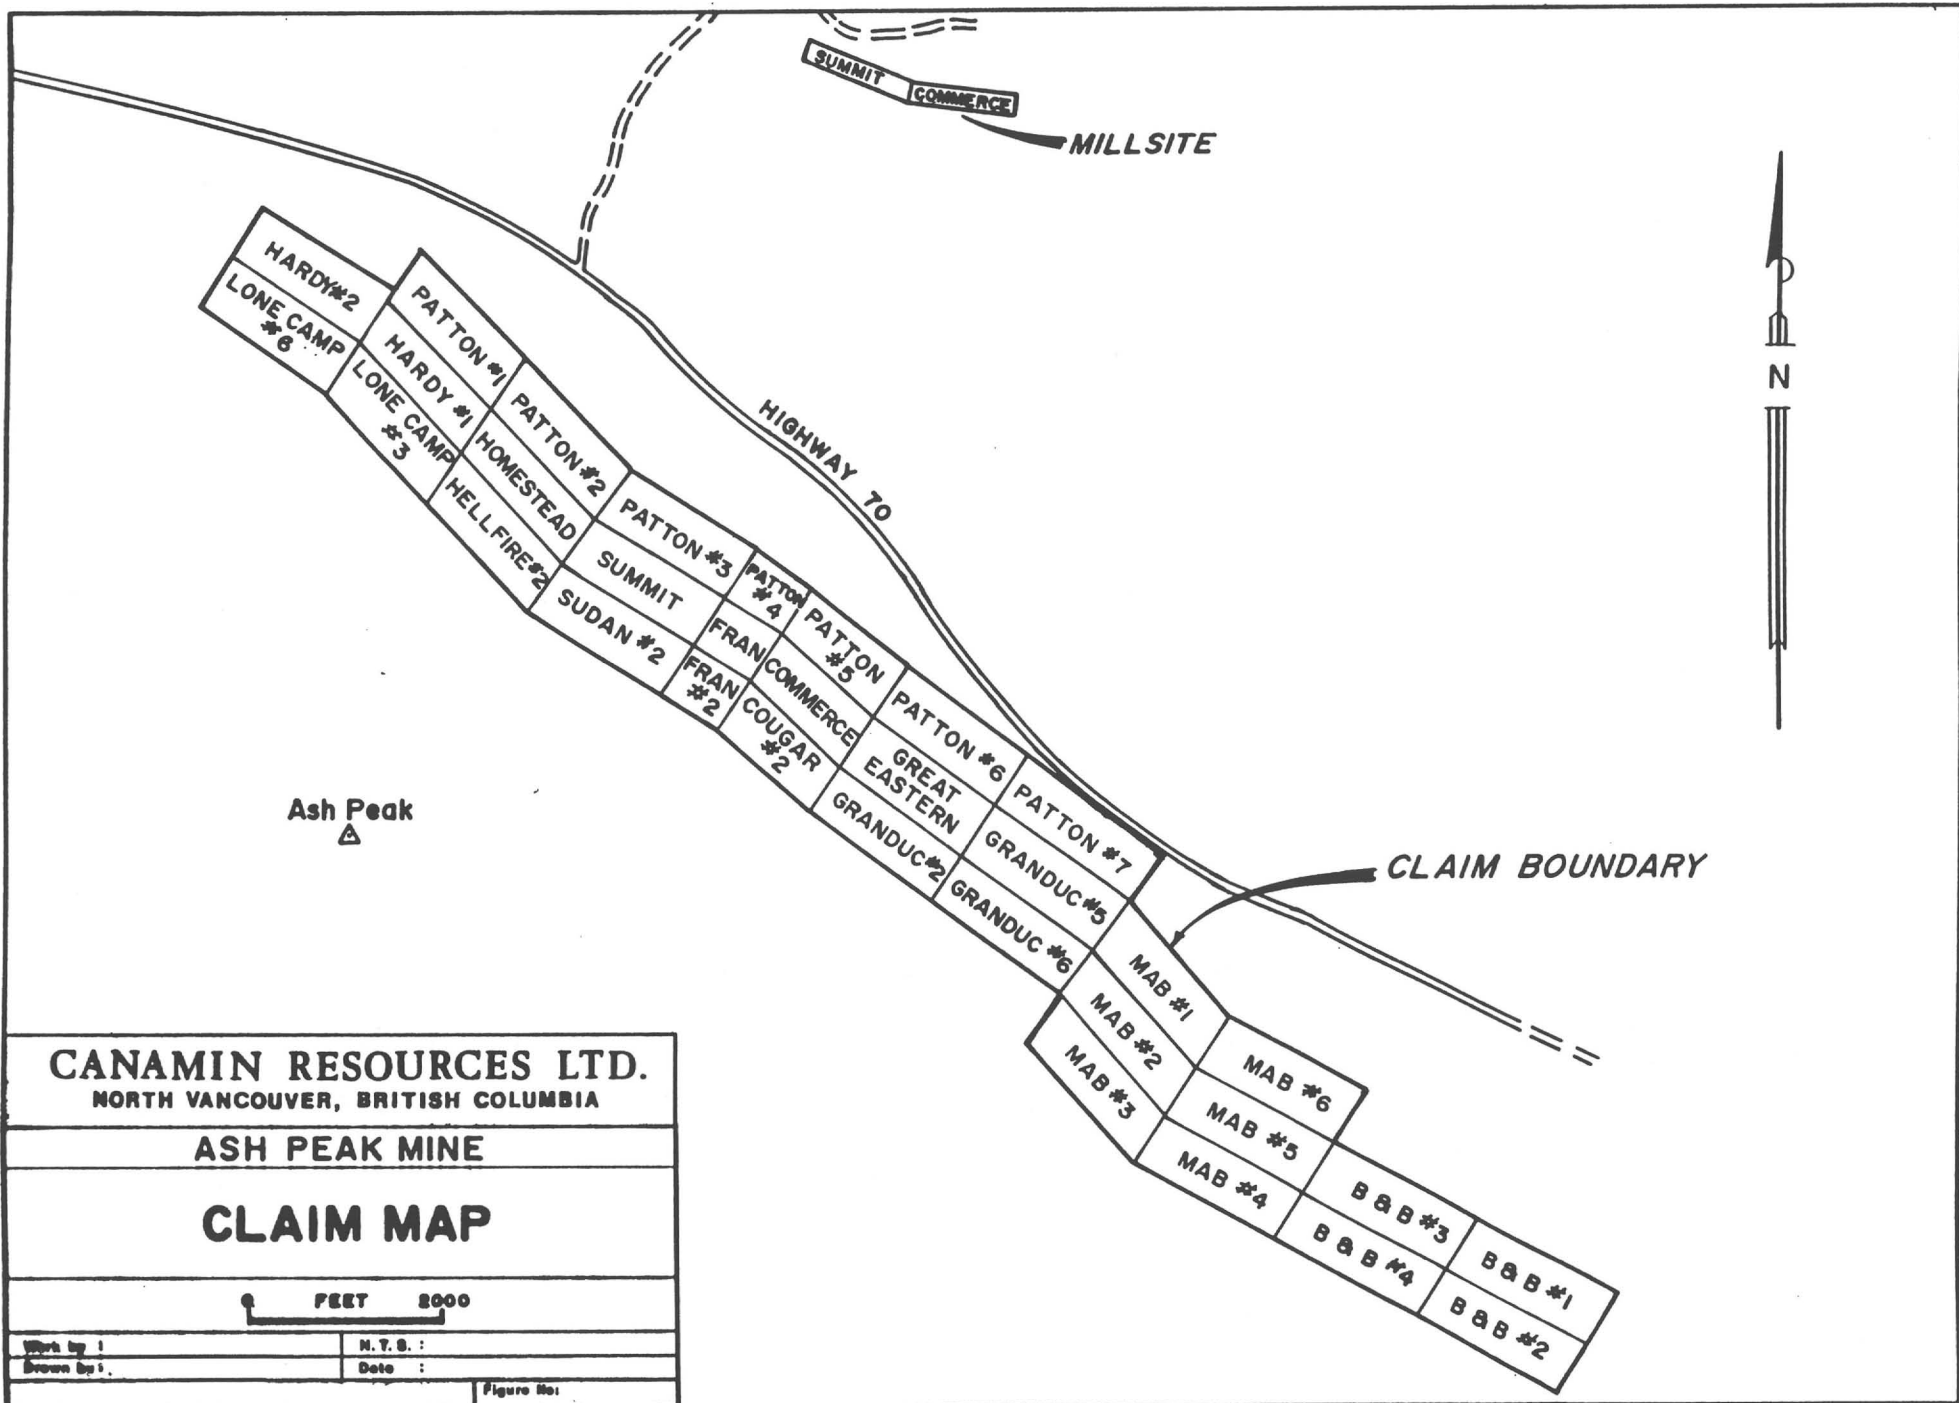 SUMMIT
COMMERCE
MILLSITE
N
HARDY#2
LONE CAMP
#6
PATTON #1
HARDY #1
LONE CAMP
#3
PATTON #2
HOMESTEAD
HELLFIRE#2
HIGHWAY 70
PATTON #3
SUMMIT
SUDAN #2
PATTON
#4
FRAN
FRAN
#2
PATTON
#5
COMMERCE
COUGAR
#2
PATTON #6
GREAT
EASTERN
GRANDUC#2
PATTON #7
GRANDUC#5
GRANDUC #6
Ash Peak
CLAIM BOUNDARY
MAB #1
MAB #2
MAB #3
MAB #6
MAB #5
MAB #4
B & B #3
B & B #4
B & B #1
B & B #2
CANAMIN RESOURCES LTD.
NORTH VANCOUVER, BRITISH COLUMBIA
ASH PEAK MINE
CLAIM MAP
0 FEET 2000
Work by :
N.T.S. :
Drawn by :
Date :
Figure No: